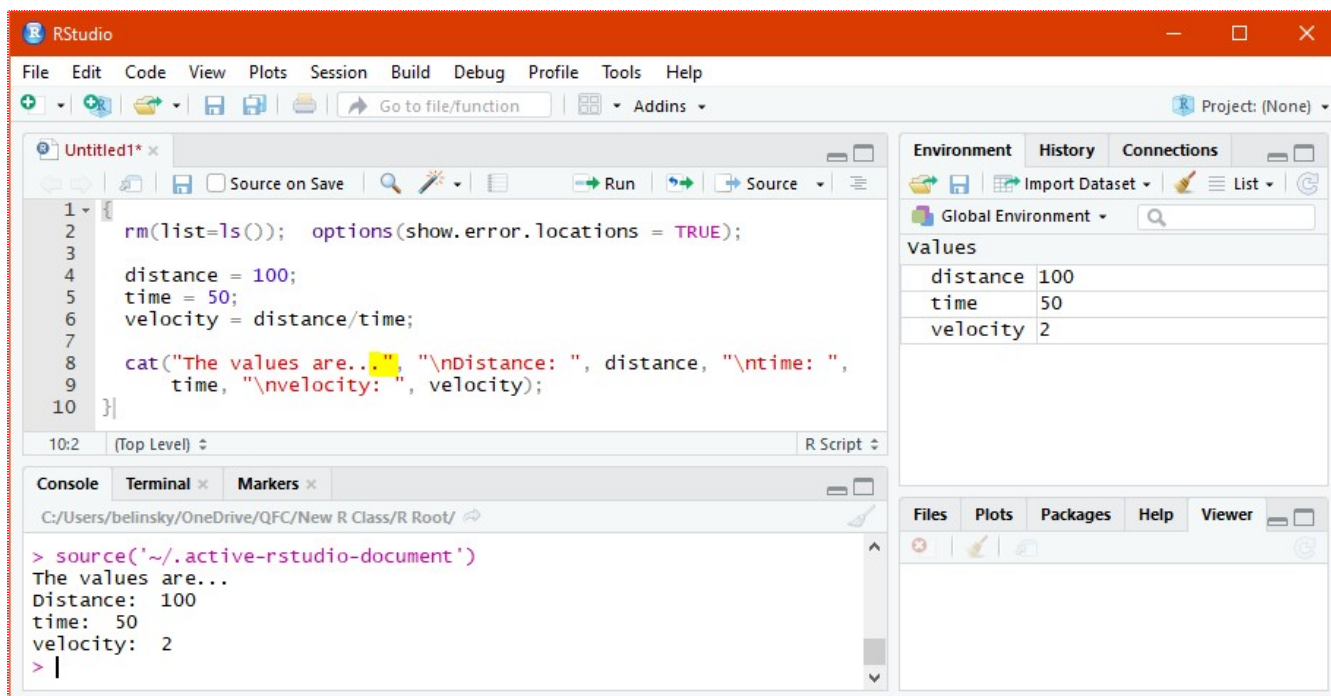 RStudio
File Edit Code View Plots Session Build Debug Profile Tools Help
Go to file/function Addins Project: (None)
Untitled1*
Source on Save Run Source
1 {
2 rm(list=ls()); options(show.error.locations = TRUE);
3
4 distance = 100;
5 time = 50;
6 velocity = distance/time;
7
8 cat("The values are...", "\nDistance: ", distance, "\ntime: ",
9 time, "\nvelocity: ", velocity);
10 }
10:2 (Top Level) R Script
Console Terminal Markers
C:/Users/belinsky/OneDrive/QFC/New R Class/R Root/
> source('~/.active-rstudio-document')
The values are...
Distance:  100
time:  50
velocity:  2
>
Environment History Connections
Import Dataset List
Global Environment
Values
distance 100
time 50
velocity 2
Files Plots Packages Help Viewer